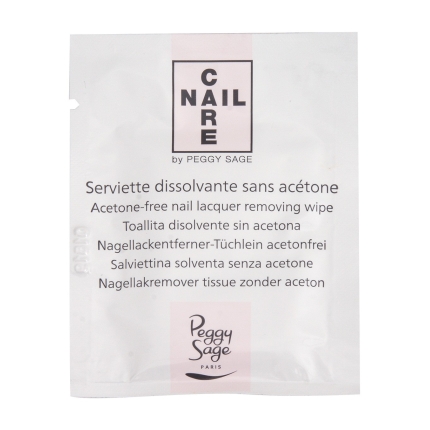 CARE
NAIL
by PEGGY SAGE
Serviette dissolvante sans acétone
Acetone-free nail lacquer removing wipe
Toallita disolvente sin acetona
Nagellackentferner-Tüchlein acetonfrei
Salviettina solventa senza acetone
Nagellakremover tissue zonder aceton
Peggy
Sage
PARIS